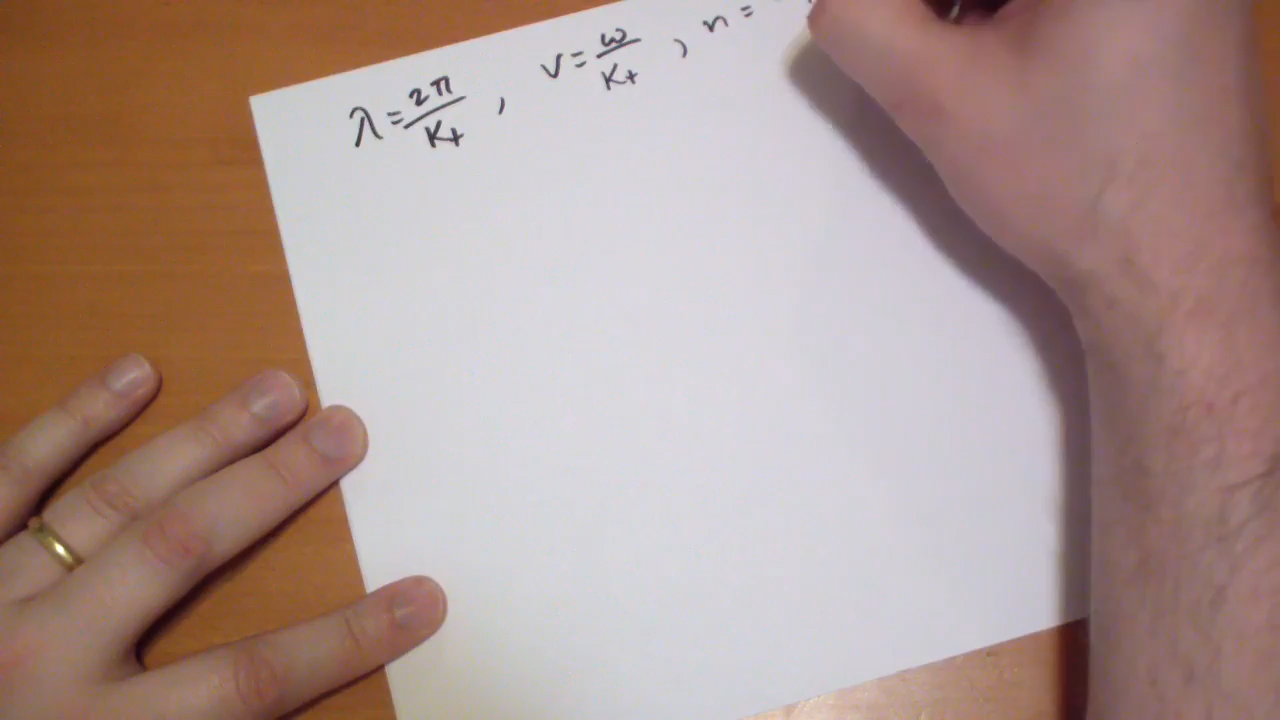 λ = 2π/K+ , v = ω/K+ , n =